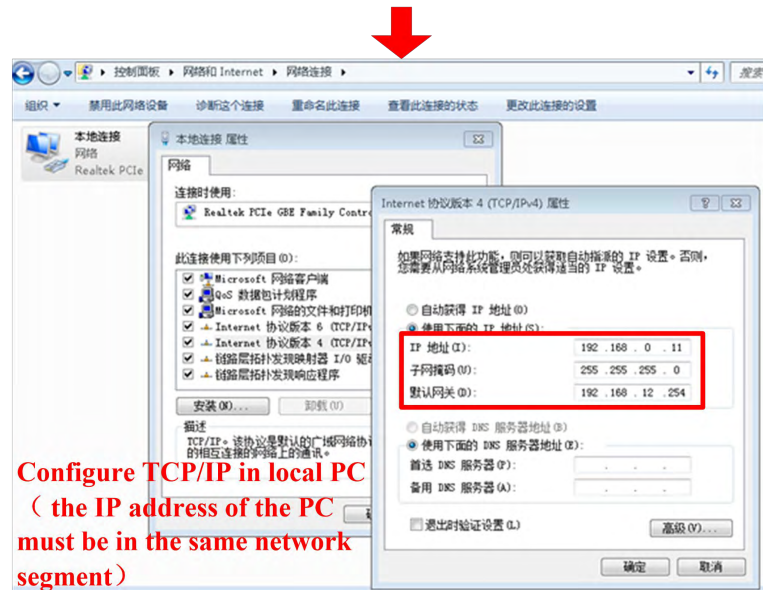 控制面板 ▸ 网络和 Internet ▸ 网络连接 ▸
组织 ▼ 禁用此网络设备 诊断这个连接 重命名此连接 查看此连接的状态 更改此连接的设置
本地连接
网络
Realtek PCIe
本地连接 属性
网络
连接时使用:
Realtek PCIe GBE Family Contro
此连接使用下列项目(O):
Microsoft 网络客户端
QoS 数据包计划程序
Microsoft 网络的文件和打印机
Internet 协议版本 6 (TCP/IPv
Internet 协议版本 4 (TCP/IPv
链路层拓扑发现映射器 I/O 驱动
链路层拓扑发现响应程序
安装(N)... 卸载(U)
描述
TCP/IP。该协议是默认的广域网络协议
的相互连接的网络上的通讯。
Internet 协议版本 4 (TCP/IPv4) 属性
常规
如果网络支持此功能，则可以获取自动指派的 IP 设置。否则，
您需要从网络系统管理员处获得适当的 IP 设置。
自动获得 IP 地址(O)
使用下面的 IP 地址(S):
IP 地址(I): 192 .168 . 0 . 11
子网掩码(U): 255 .255 .255 . 0
默认网关(D): 192 .168 . 12 .254
自动获得 DNS 服务器地址(B)
使用下面的 DNS 服务器地址(E):
首选 DNS 服务器(P):
备用 DNS 服务器(A):
退出时验证设置(L)
高级(V)...
确定 取消
Configure TCP/IP in local PC
（ the IP address of the PC
must be in the same network
segment）